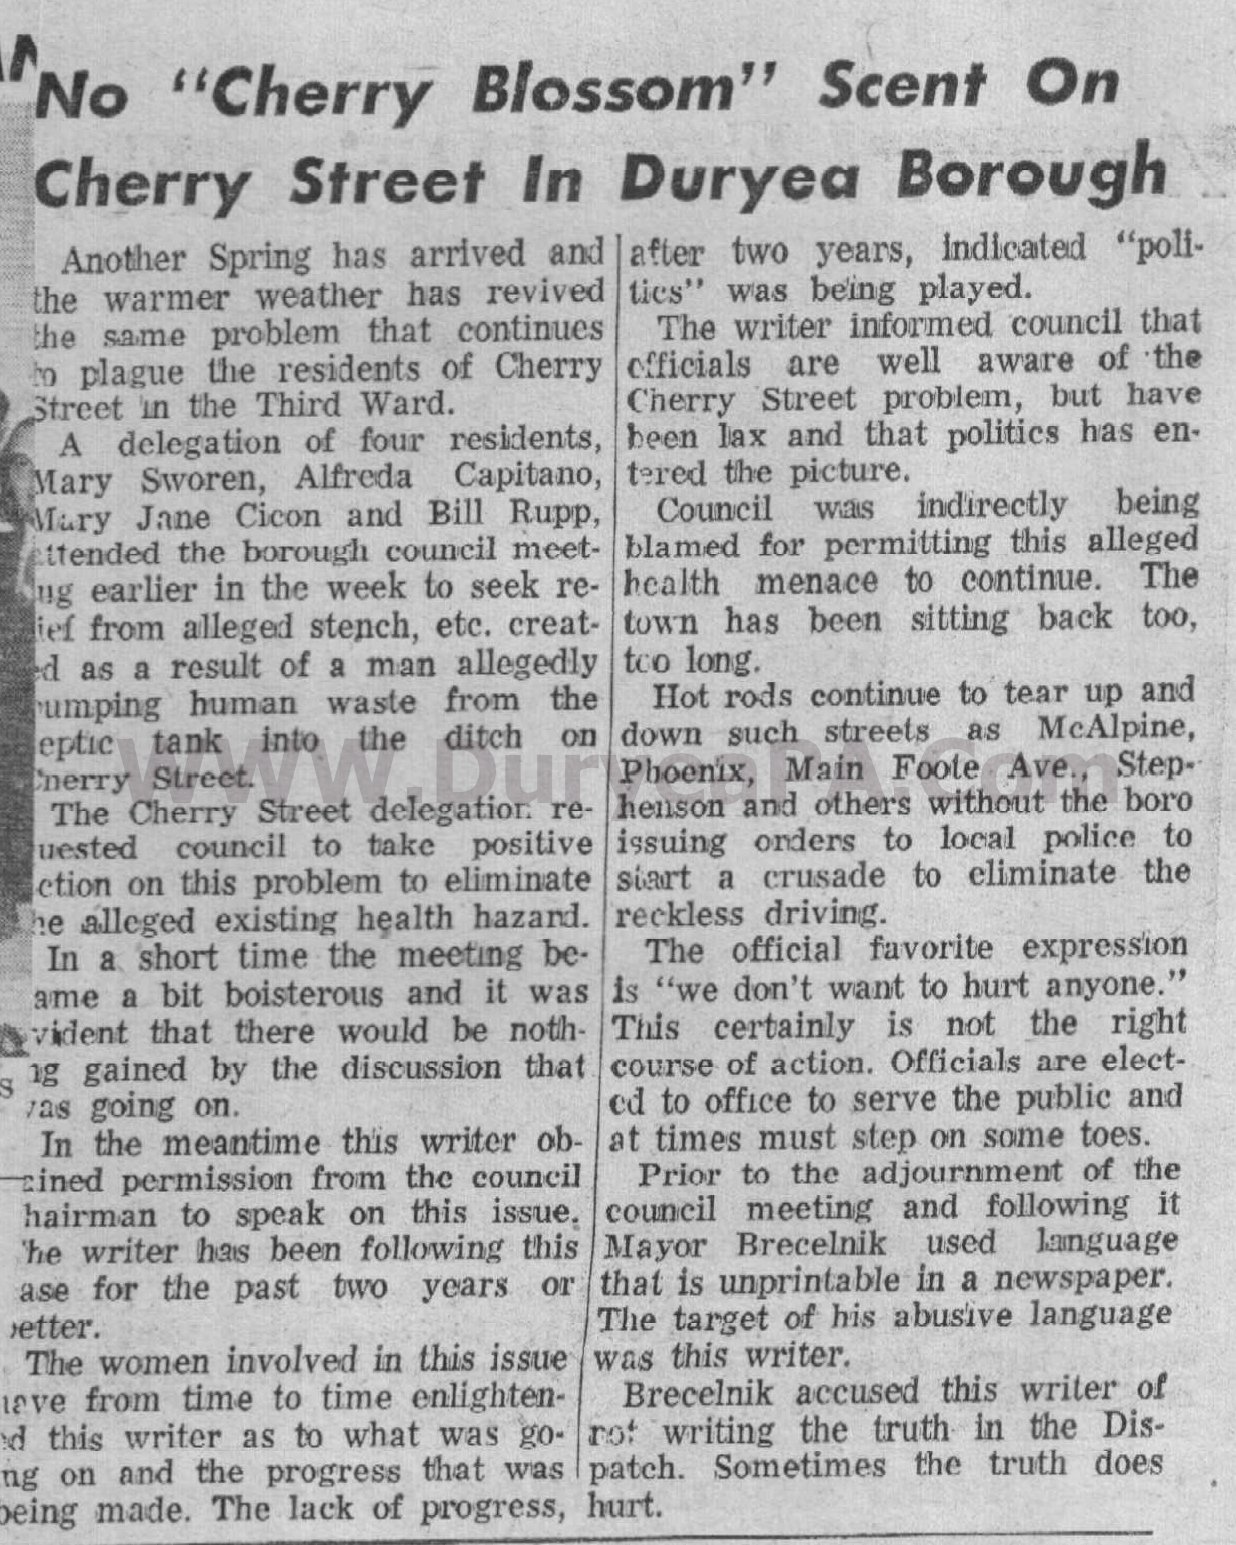 No "Cherry Blossom" Scent On
Cherry Street In Duryea Borough
Another Spring has arrived and
the warmer weather has revived
the same problem that continues
to plague the residents of Cherry
Street in the Third Ward.
A delegation of four residents,
Mary Sworen, Alfreda Capitano,
Mary Jane Cicon and Bill Rupp,
attended the borough council meet-
ng earlier in the week to seek re-
ief from alleged stench, etc. creat-
ed as a result of a man allegedly
umping human waste from the
eptic tank into the ditch on
Cherry Street.
The Cherry Street delegation re-
uested council to take positive
ction on this problem to eliminate
he alleged existing health hazard.
In a short time the meeting be-
ame a bit boisterous and it was
vident that there would be noth-
ng gained by the discussion that
was going on.
In the meantime this writer ob-
ained permission from the council
hairman to speak on this issue.
The writer has been following this
ase for the past two years or
better.
The women involved in this issue
have from time to time enlighten-
ed this writer as to what was go-
ng on and the progress that was
being made. The lack of progress,
after two years, indicated "poli-
tics" was being played.
The writer informed council that
officials are well aware of the
Cherry Street problem, but have
been lax and that politics has en-
tered the picture.
Council was indirectly being
blamed for permitting this alleged
health menace to continue. The
town has been sitting back too,
too long.
Hot rods continue to tear up and
down such streets as McAlpine,
Phoenix, Main Foote Ave., Step-
henson and others without the boro
issuing orders to local police to
start a crusade to eliminate the
reckless driving.
The official favorite expression
is "we don't want to hurt anyone."
This certainly is not the right
course of action. Officials are elect-
ed to office to serve the public and
at times must step on some toes.
Prior to the adjournment of the
council meeting and following it
Mayor Brecelnik used language
that is unprintable in a newspaper.
The target of his abusive language
was this writer.
Brecelnik accused this writer of
not writing the truth in the Dis-
patch. Sometimes the truth does
hurt.
WWW.DuryeaPA.Com